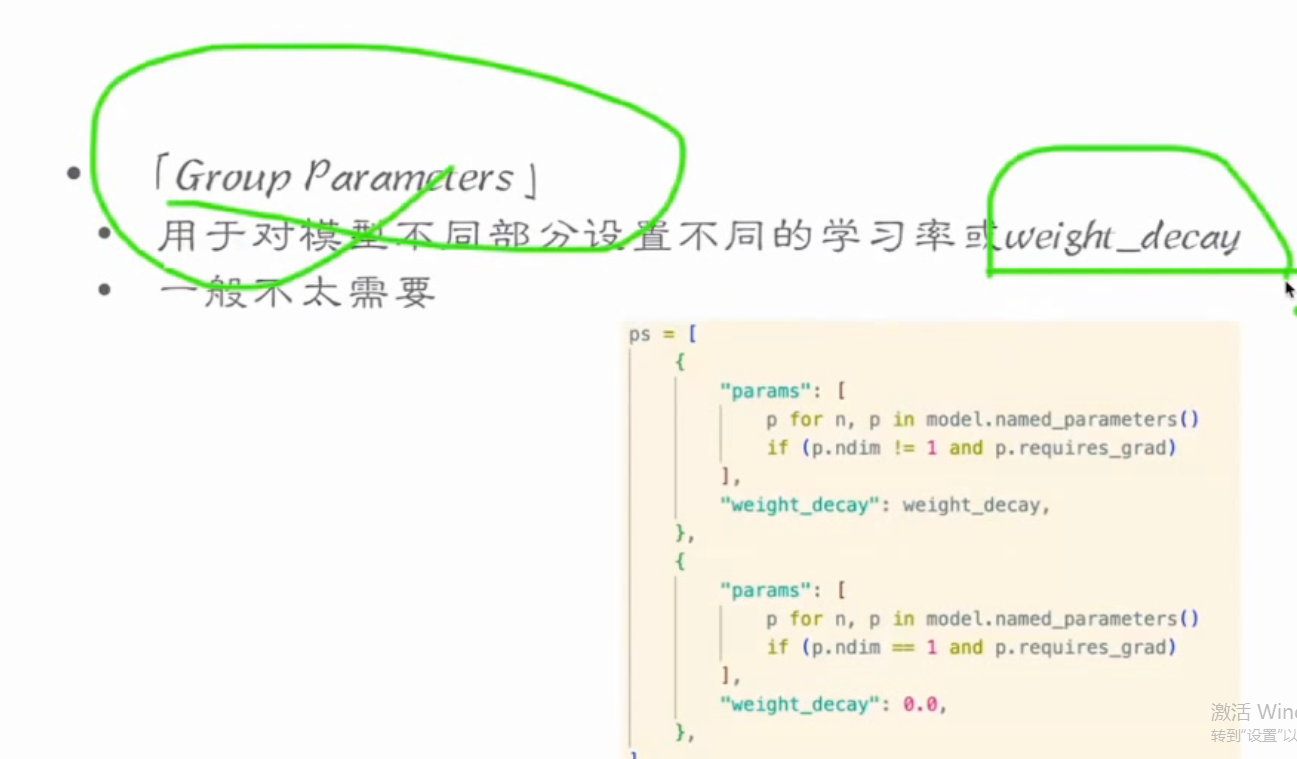 「Group Parameters」
用于对模型不同部分设置不同的学习率或weight_decay
一般不太需要
ps = [
{
"params": [
p for n, p in model.named_parameters()
if (p.ndim != 1 and p.requires_grad)
],
"weight_decay": weight_decay,
},
{
"params": [
p for n, p in model.named_parameters()
if (p.ndim == 1 and p.requires_grad)
],
"weight_decay": 0.0,
},
]
激活 Win
转到"设置"以